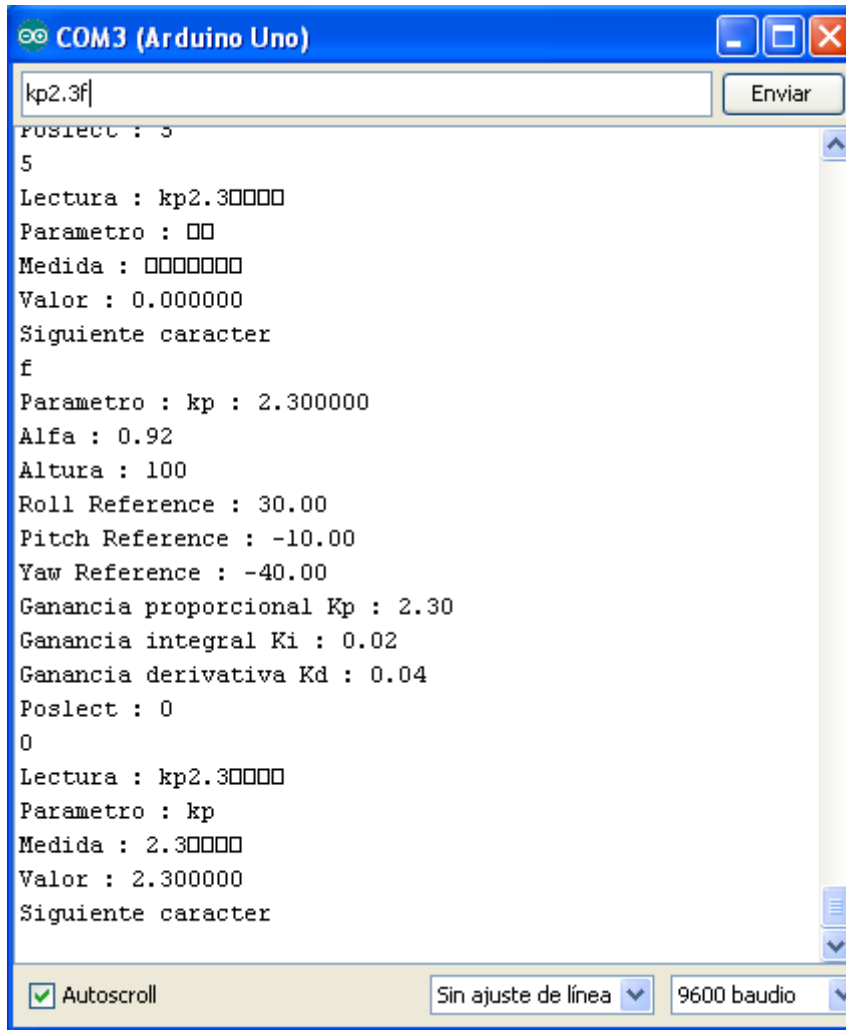 COM3 (Arduino Uno)
kp2.3f
Enviar
Poslect : 5
5
Lectura : kp2.3□□□□
Parametro : □□
Medida : □□□□□□□
Valor : 0.000000
Siguiente caracter
f
Parametro : kp : 2.300000
Alfa : 0.92
Altura : 100
Roll Reference : 30.00
Pitch Reference : -10.00
Yaw Reference : -40.00
Ganancia proporcional Kp : 2.30
Ganancia integral Ki : 0.02
Ganancia derivativa Kd : 0.04
Poslect : 0
0
Lectura : kp2.3□□□□
Parametro : kp
Medida : 2.3□□□□
Valor : 2.300000
Siguiente caracter
Autoscroll
Sin ajuste de línea
9600 baudio